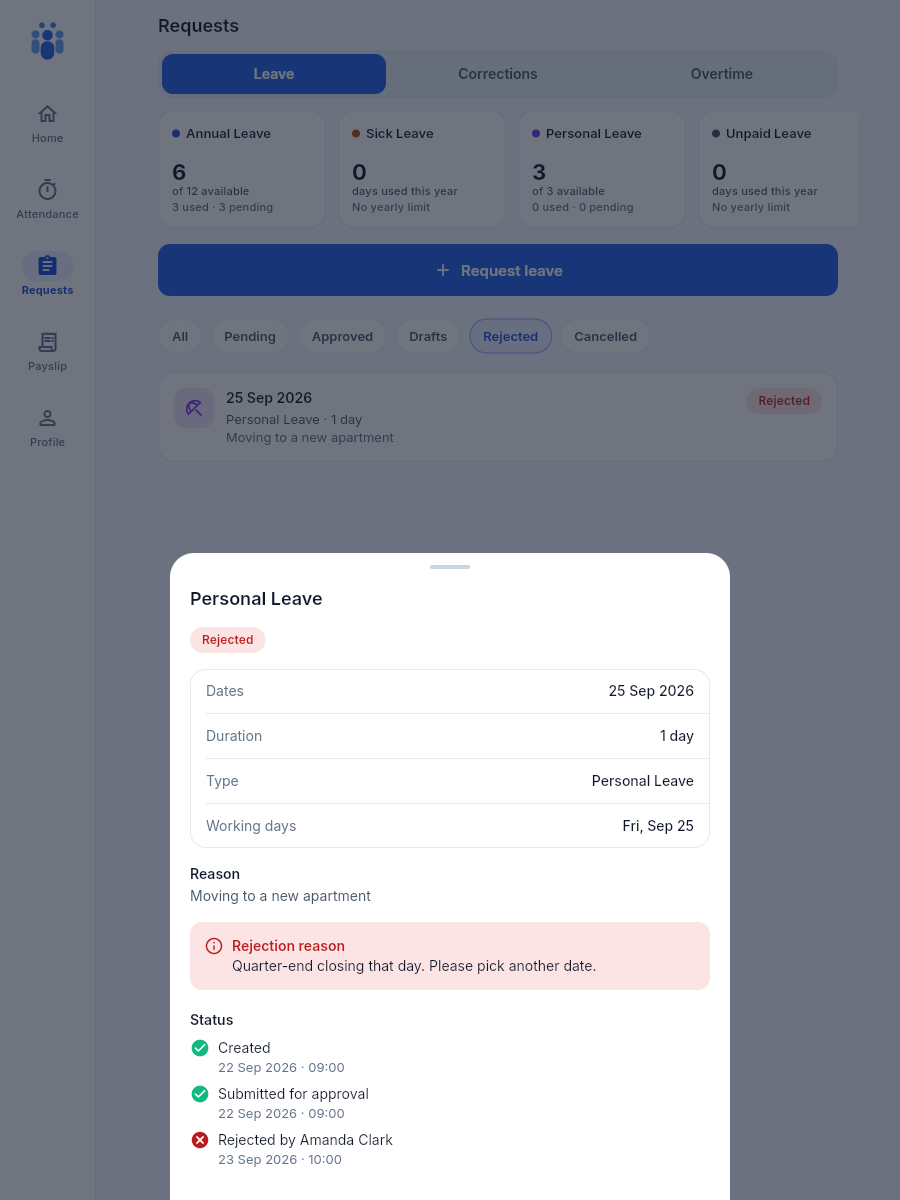 Requests
Leave
Corrections
Overtime
Annual Leave
6
of 12 available
3 used · 3 pending
Sick Leave
0
days used this year
No yearly limit
Personal Leave
3
of 3 available
0 used · 0 pending
Unpaid Leave
0
days used this year
No yearly limit
Request leave
All
Pending
Approved
Drafts
Rejected
Cancelled
25 Sep 2026
Personal Leave · 1 day
Moving to a new apartment
Rejected
Home
Attendance
Requests
Payslip
Profile
Personal Leave
Rejected
Dates 25 Sep 2026
Duration 1 day
Type Personal Leave
Working days Fri, Sep 25
Reason
Moving to a new apartment
Rejection reason
Quarter-end closing that day. Please pick another date.
Status
Created
22 Sep 2026 · 09:00
Submitted for approval
22 Sep 2026 · 09:00
Rejected by Amanda Clark
23 Sep 2026 · 10:00